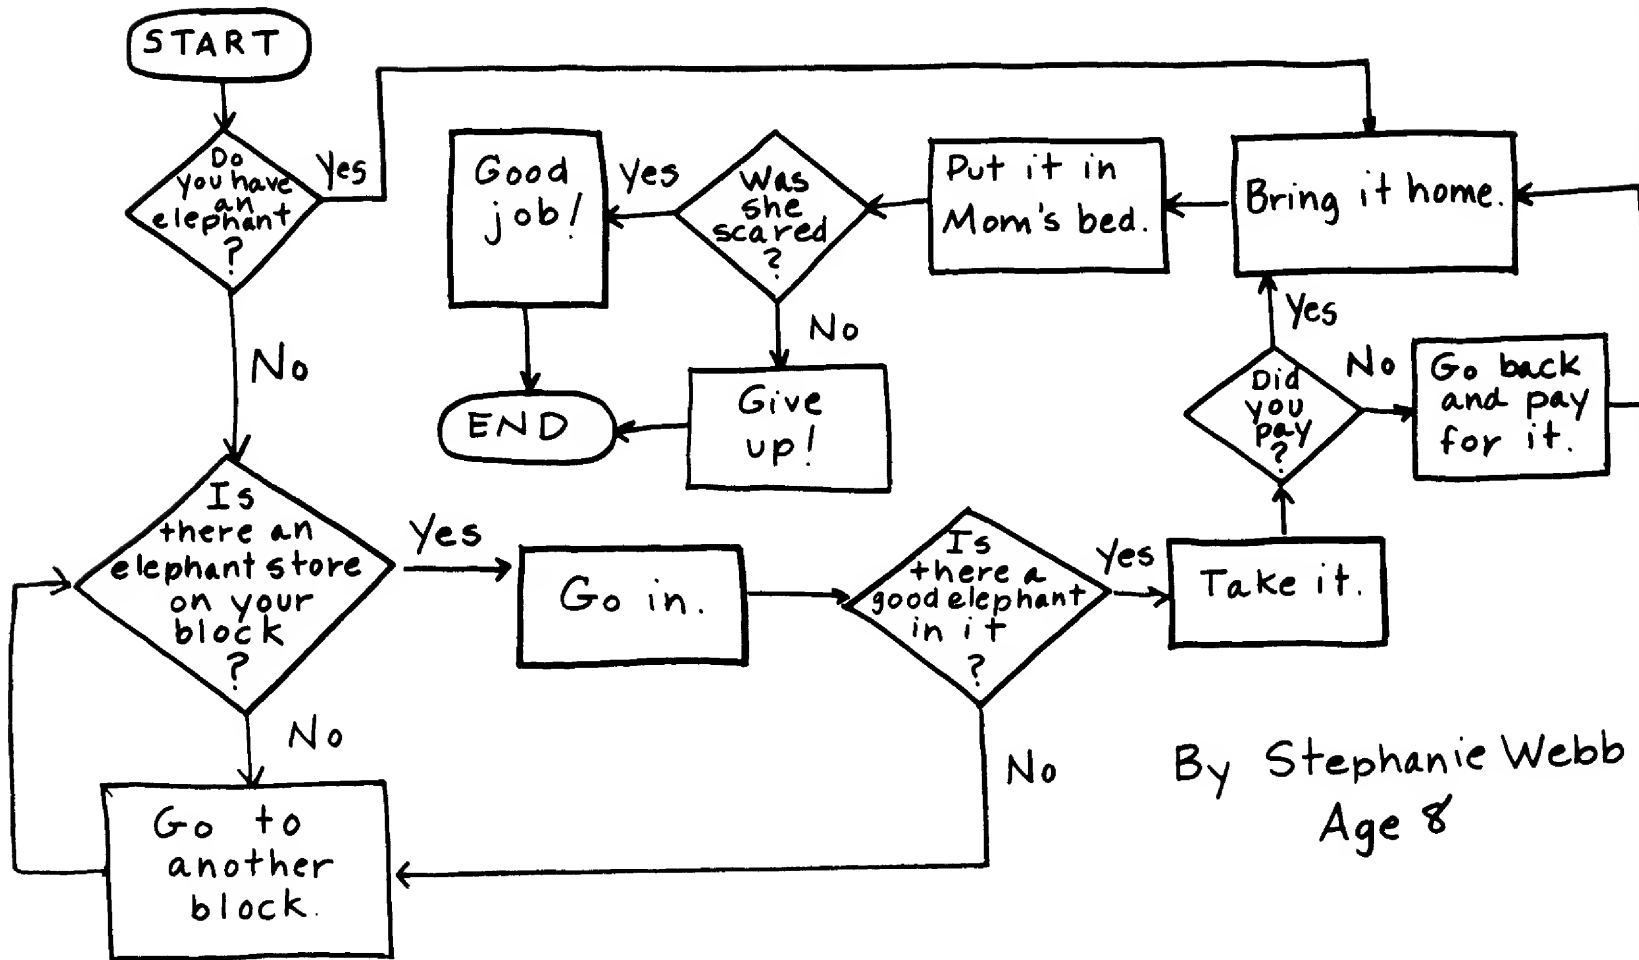 START
Do
you have
an
elephant
?
Yes
No
Good
job!
Yes
Was
she
scared
?
No
Put it in
Mom's bed.
Bring it home.
Yes
Did
you
pay
?
No
Go back
and pay
for it.
END
Give
up!
Is
there an
elephant store
on your
block
?
Yes
Go in.
Is
there a
good elephant
in it
?
Yes
Take it.
No
No
Go to
another
block.
By Stephanie Webb
Age 8